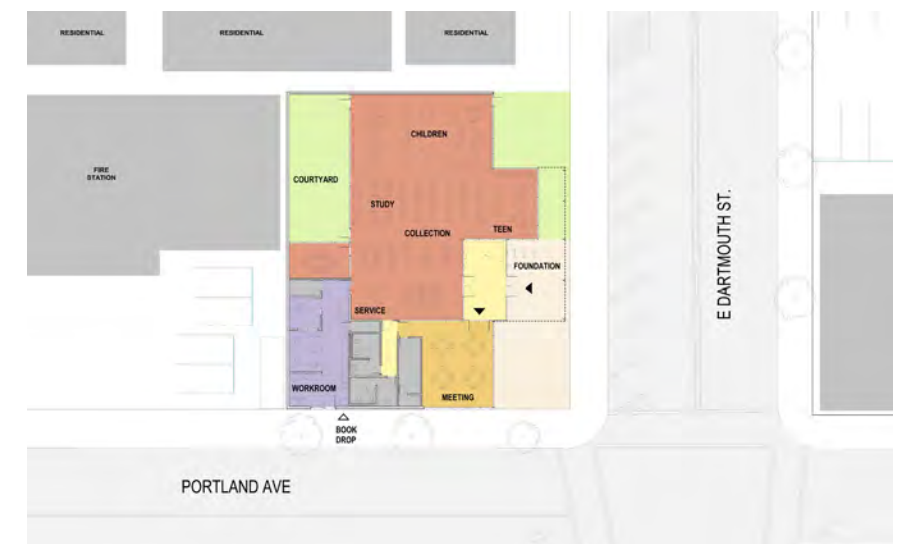 RESIDENTIAL
RESIDENTIAL
RESIDENTIAL
CHILDREN
FIRE
STATION
COURTYARD
STUDY
COLLECTION
TEEN
FOUNDATION
E DARTMOUTH ST.
SERVICE
WORKROOM
MEETING
BOOK
DROP
PORTLAND AVE